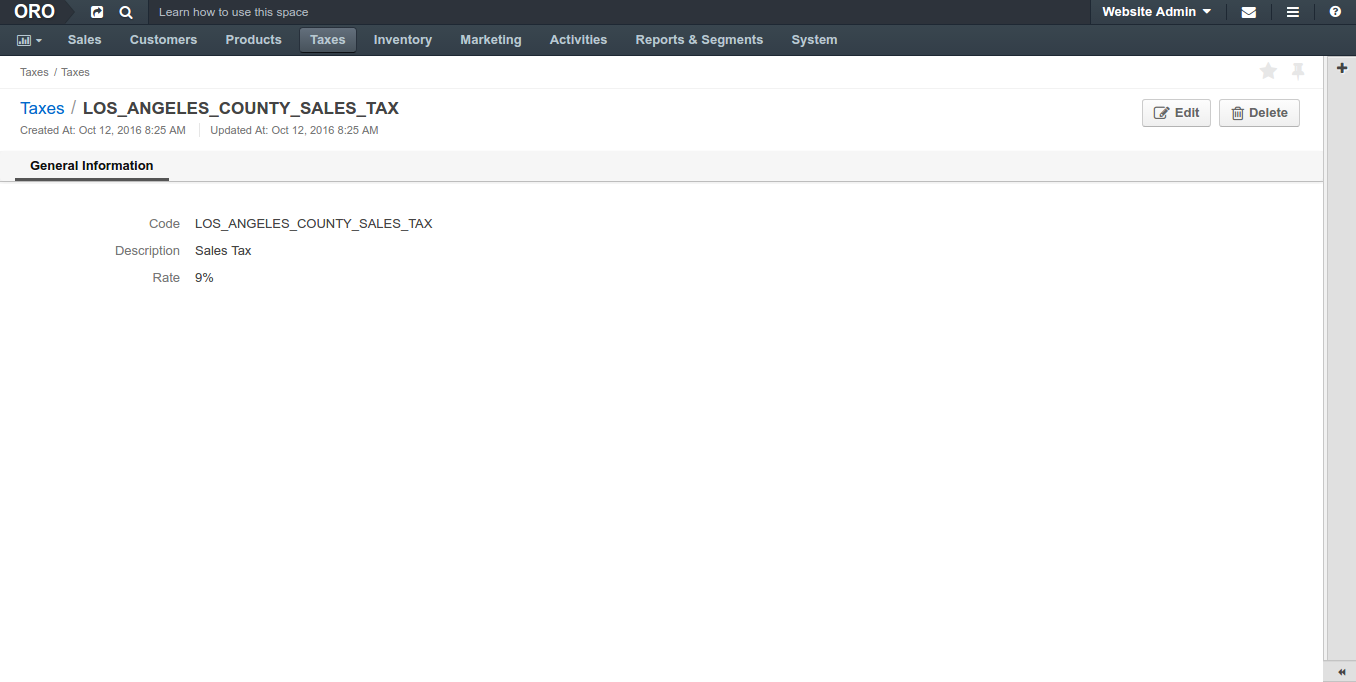 ORO Learn how to use this space Website Admin
Sales Customers Products Taxes Inventory Marketing Activities Reports & Segments System
Taxes / Taxes
Taxes / LOS_ANGELES_COUNTY_SALES_TAX Edit Delete
Created At: Oct 12, 2016 8:25 AM Updated At: Oct 12, 2016 8:25 AM
General Information
Code LOS_ANGELES_COUNTY_SALES_TAX
Description Sales Tax
Rate 9%